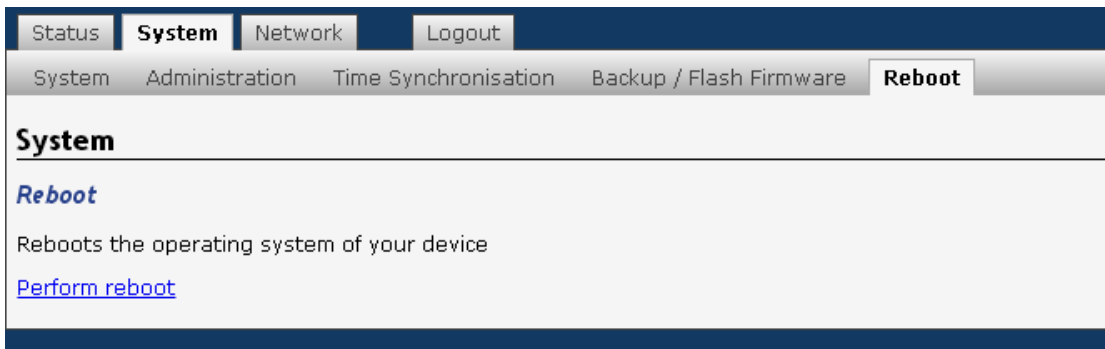 Status System Network Logout
System Administration Time Synchronisation Backup / Flash Firmware Reboot
System
Reboot
Reboots the operating system of your device
Perform reboot